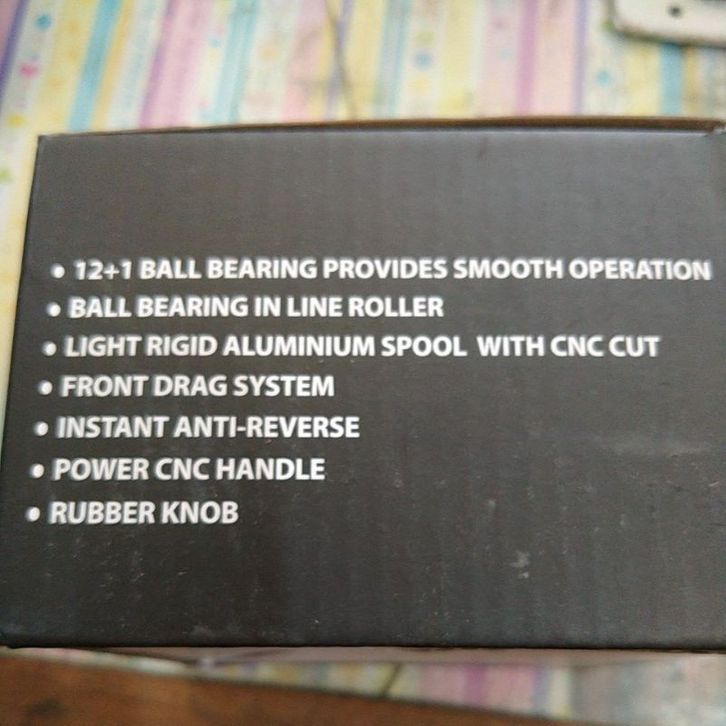 • 12+1 BALL BEARING PROVIDES SMOOTH OPERATION
• BALL BEARING IN LINE ROLLER
• LIGHT RIGID ALUMINIUM SPOOL WITH CNC CUT
• FRONT DRAG SYSTEM
• INSTANT ANTI-REVERSE
• POWER CNC HANDLE
• RUBBER KNOB